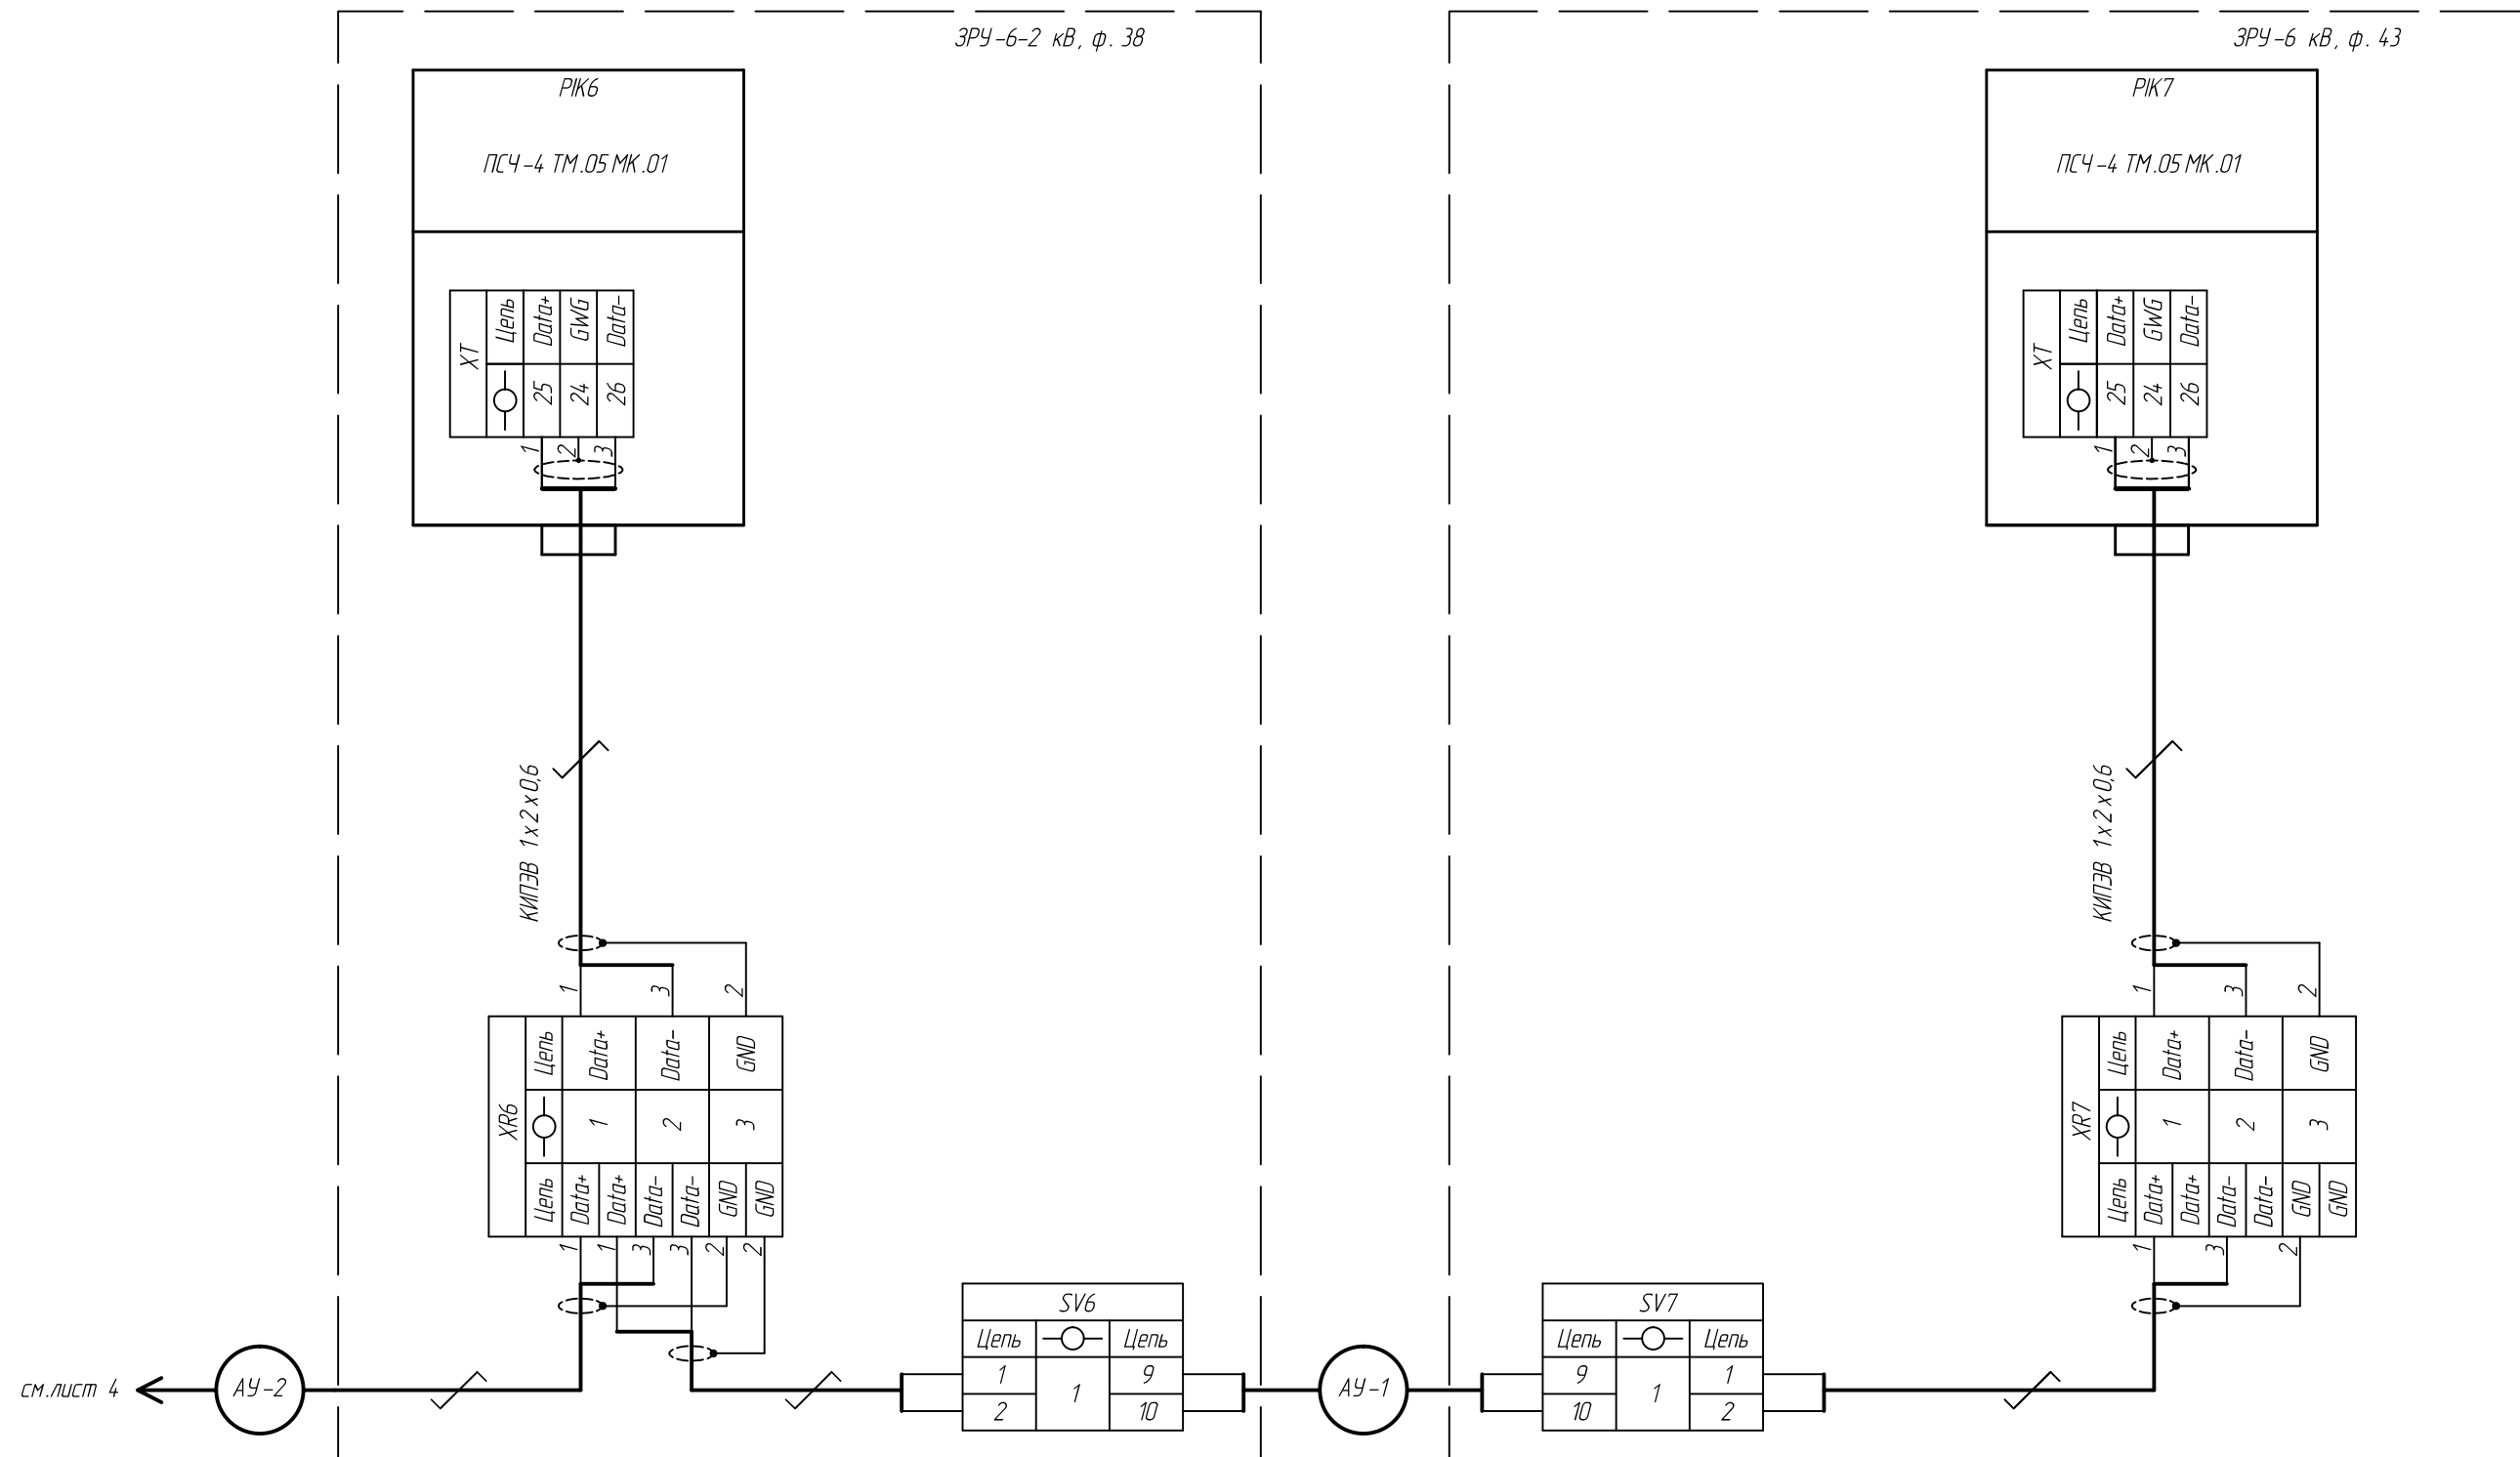 ЗРУ-6-2 кВ, ф. 38
ЗРУ-6 кВ, ф. 43
PIK6
ПСЧ-4 ТМ.05 МК.01
XT
Цепь
Data+
GWG
Data-
25
24
26
1
2
3
КИПЭВ 1х2х0,6
1
3
2
XR6
Цепь
Data+
Data-
GND
1
2
3
Цепь
Data+
Data+
Data-
Data-
GND
GND
1
1
3
3
2
2
см.лист 4
АУ-2
SV6
Цепь
Цепь
1
1
9
2
10
АУ-1
PIK7
ПСЧ-4 ТМ.05 МК.01
XT
Цепь
Data+
GWG
Data-
25
24
26
1
2
3
КИПЭВ 1х2х0,6
1
3
2
XR7
Цепь
Data+
Data-
GND
1
2
3
Цепь
Data+
Data+
Data-
Data-
GND
GND
1
3
2
SV7
Цепь
Цепь
9
1
1
10
2